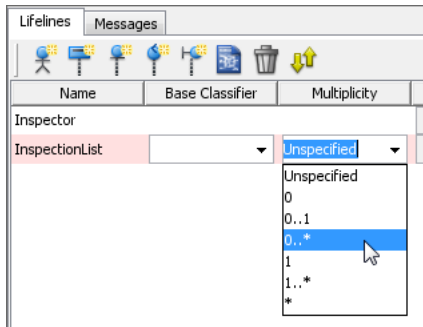 Lifelines Messages
Name Base Classifier Multiplicity
Inspector
InspectionList Unspecified
Unspecified
0
0..1
0..*
1
1..*
*